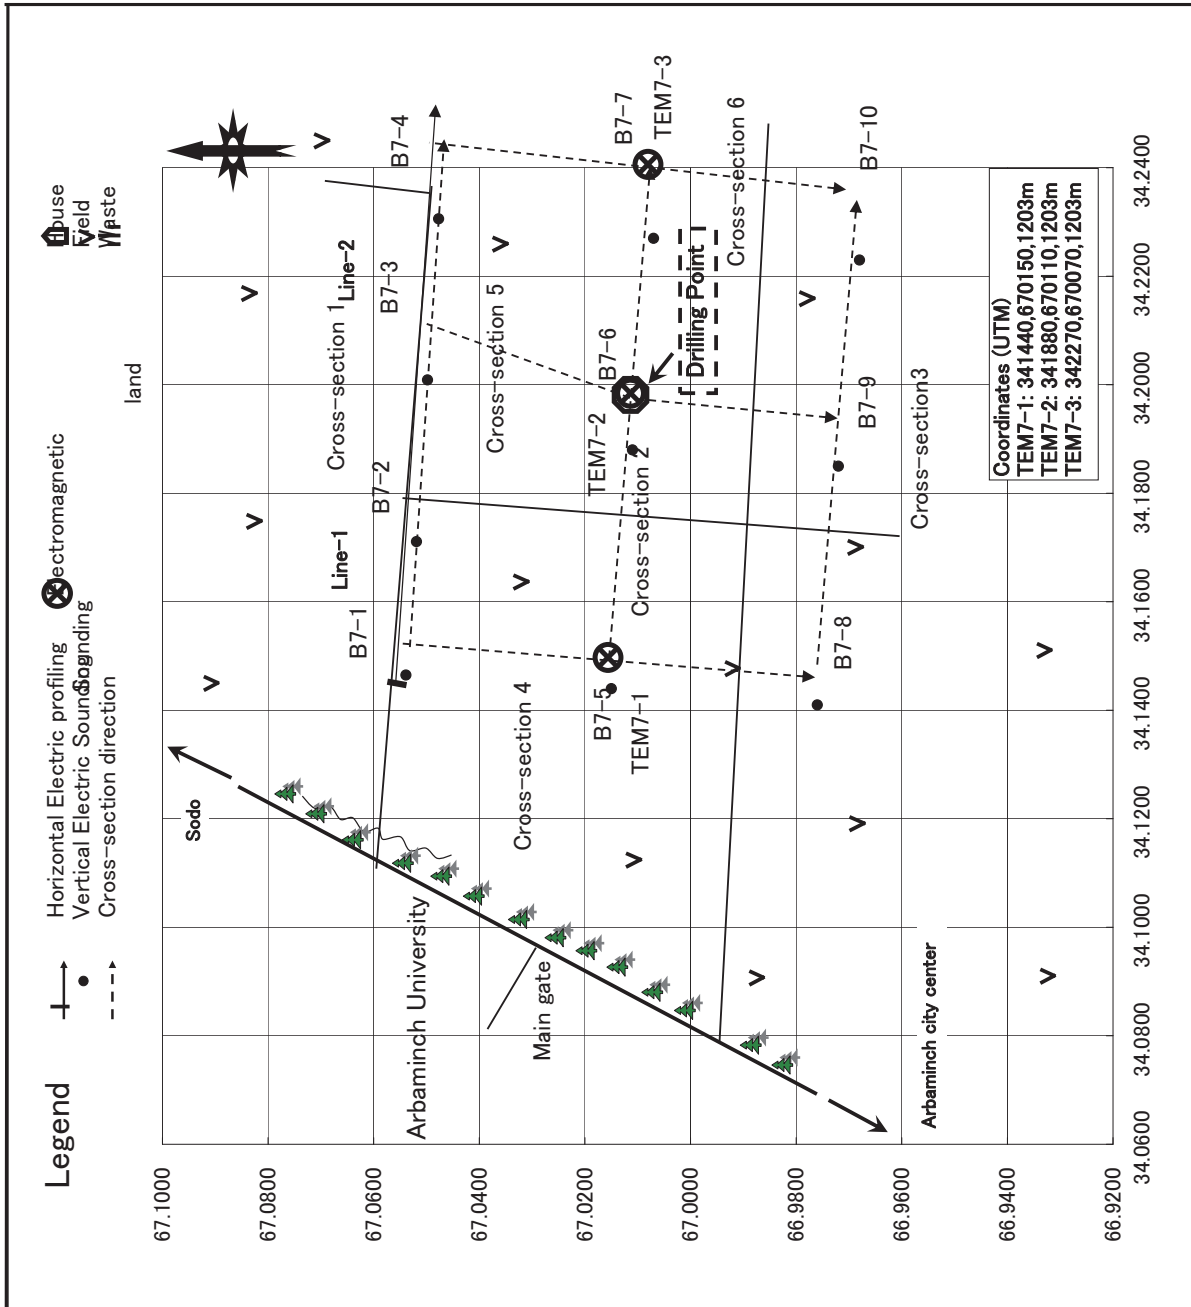 Legend
Horizontal Electric profiling
Vertical Electric Sounding
Cross-section direction
Electromagnetic
Sounding
House
Field
Waste
land
Sodo
Arbaminch University
Main gate
Arbaminch city center
Line-1
Line-2
Cross-section 1
Cross-section 2
Cross-section3
Cross-section 4
Cross-section 5
Cross-section 6
B7-1
B7-2
B7-3
B7-4
B7-5
TEM7-1
B7-6
TEM7-2
B7-7
TEM7-3
B7-8
B7-9
B7-10
Drilling Point 1
Coordinates (UTM)
TEM7-1: 341440,670150,1203m
TEM7-2: 341880,670110,1203m
TEM7-3: 342270,670070,1203m
67.1000
67.0800
67.0600
67.0400
67.0200
67.0000
66.9800
66.9600
66.9400
66.9200
34.0600
34.0800
34.1000
34.1200
34.1400
34.1600
34.1800
34.2000
34.2200
34.2400